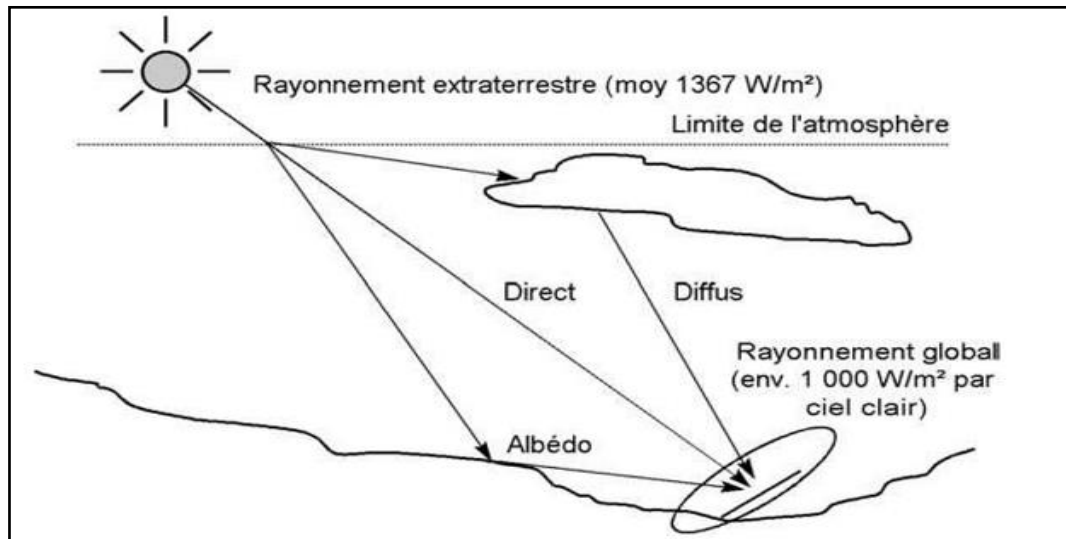 Rayonnement extraterrestre (moy 1367 W/m²)
Limite de l'atmosphère
Direct
Diffus
Rayonnement globall
(env. 1 000 W/m² par
ciel clair)
Albédo